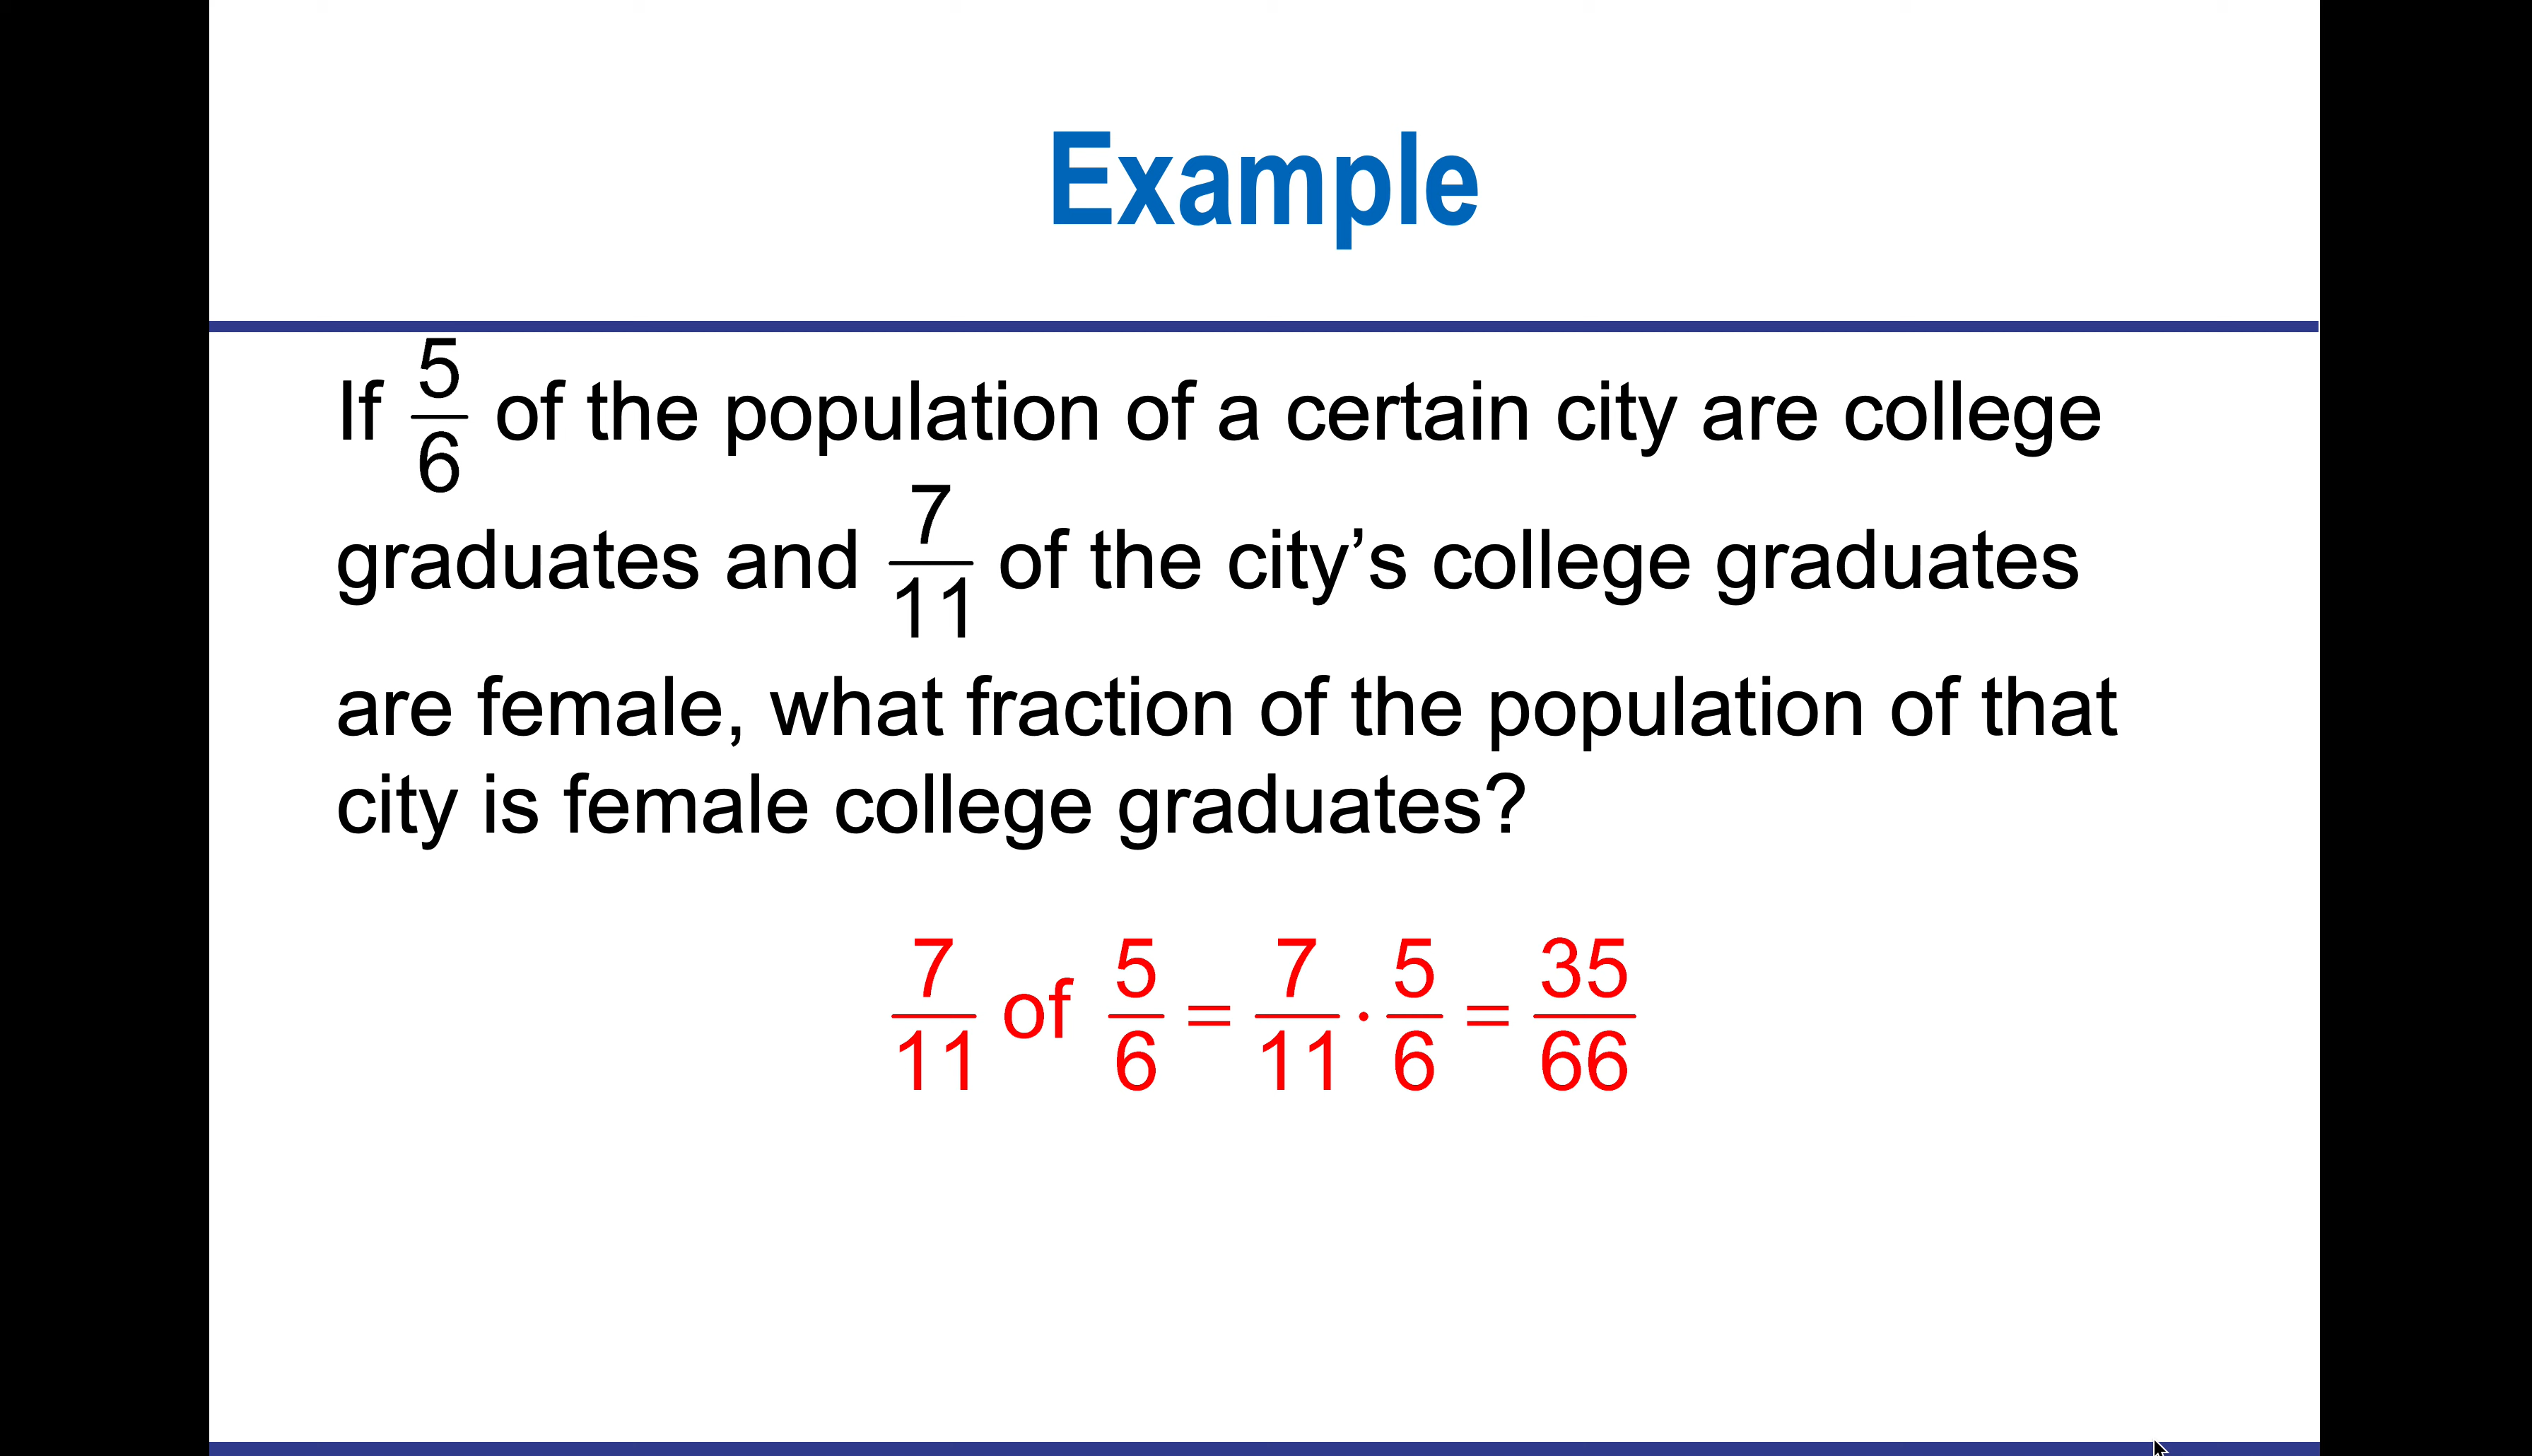 Example
If 5/6 of the population of a certain city are college
graduates and 7/11 of the city’s college graduates
are female, what fraction of the population of that
city is female college graduates?
7/11 of 5/6 = 7/11 · 5/6 = 35/66